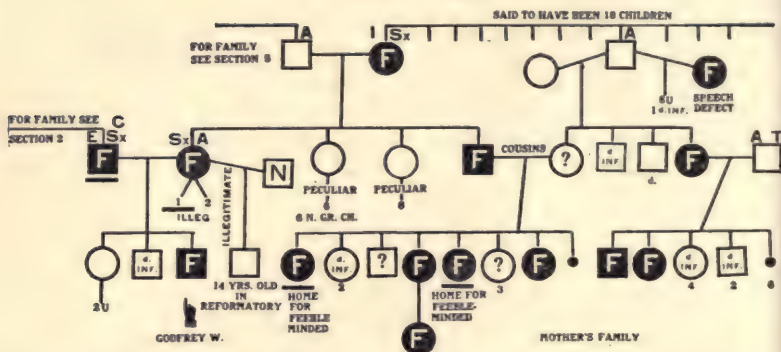 SAID TO HAVE BEEN 18 CHILDREN
A
1 Sx
A
FOR FAMILY
SEE SECTION 8
F
F
6U
1 d.INF.
SPEECH
DEFECT
FOR FAMILY SEE
C
SECTION 2
E Sx
Sx A
A T
F
F
N
F
COUSINS
?
d.
INF.
d.
F
PECULIAR
6
6 N. GR. CH.
PECULIAR
8
1 2
ILLEG
ILLEGITIMATE
d.
INF.
F
F
d.
INF.
2
?
F
F
?
3
F
F
F
d.
INF.
4
d.
INF.
2
6
2U
14 YRS. OLD
IN
REFORMATORY
HOME
FOR
FEEBLE
MINDED
HOME FOR
FEEBLE-
MINDED
F
GODFREY W.
MOTHER'S FAMILY